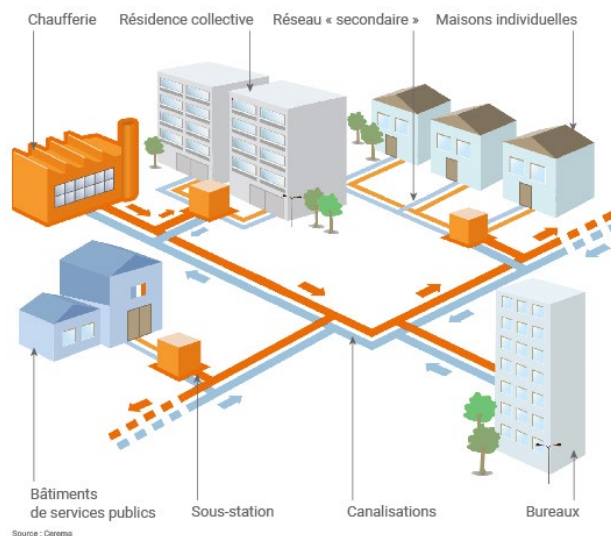 Chaufferie
Résidence collective
Réseau « secondaire »
Maisons individuelles
Bâtiments
de services publics
Sous-station
Canalisations
Bureaux
Source : Cerema